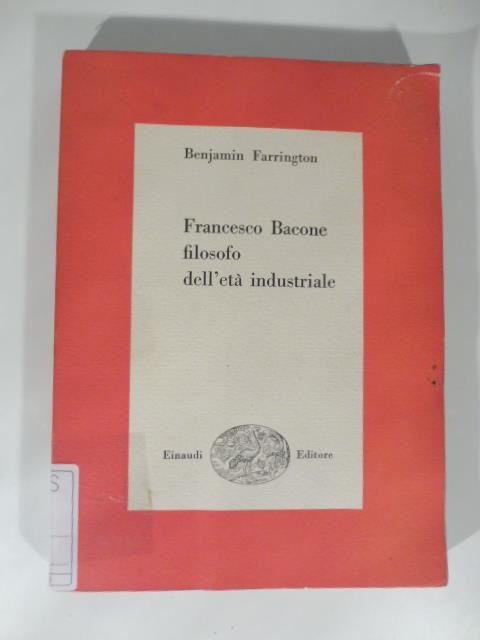 Benjamin Farrington
Francesco Bacone
filosofo
dell'età industriale
Einaudi Editore
S